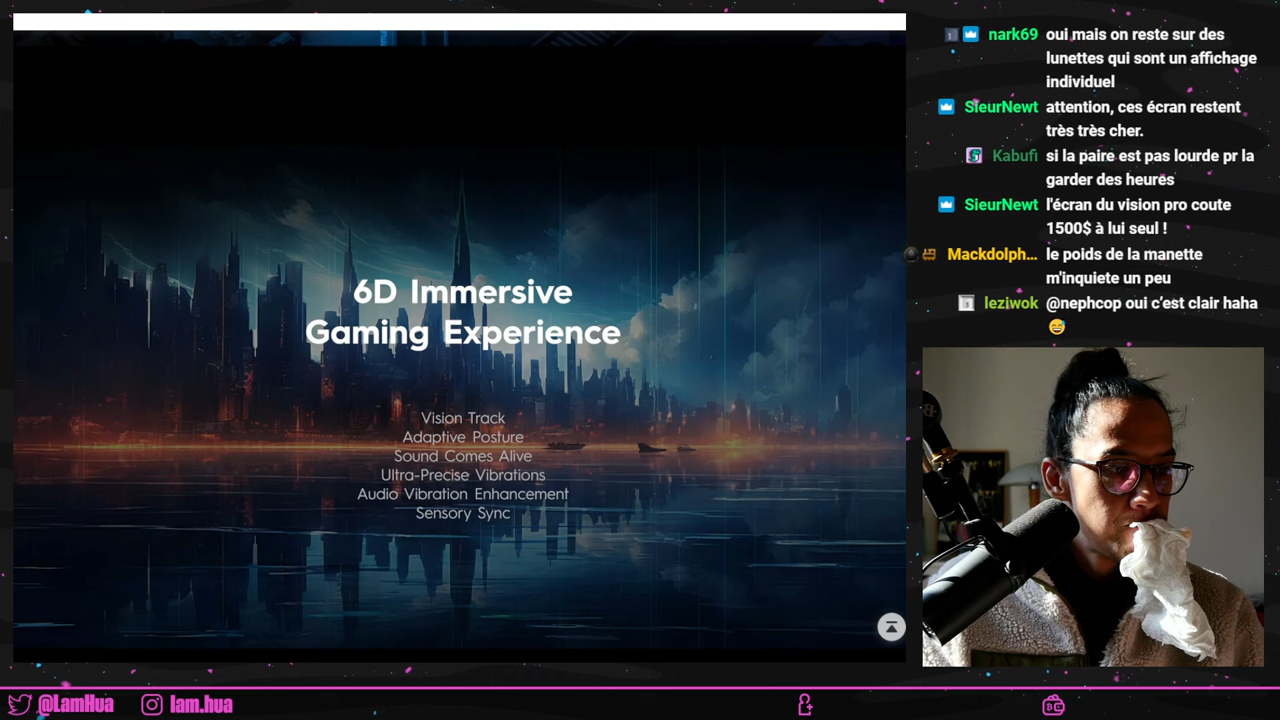 6D Immersive
Gaming Experience
Vision Track
Adaptive Posture
Sound Comes Alive
Ultra-Precise Vibrations
Audio Vibration Enhancement
Sensory Sync
nark69 oui mais on reste sur des
lunettes qui sont un affichage
individuel
SieurNewt attention, ces écran restent
très très cher.
Kabufi si la paire est pas lourde pr la
garder des heures
SieurNewt l'écran du vision pro coute
1500$ à lui seul !
Mackdolph... le poids de la manette
m'inquiete un peu
leziwok @nephcop oui c'est clair haha
😅
@LamHua
lam.hua